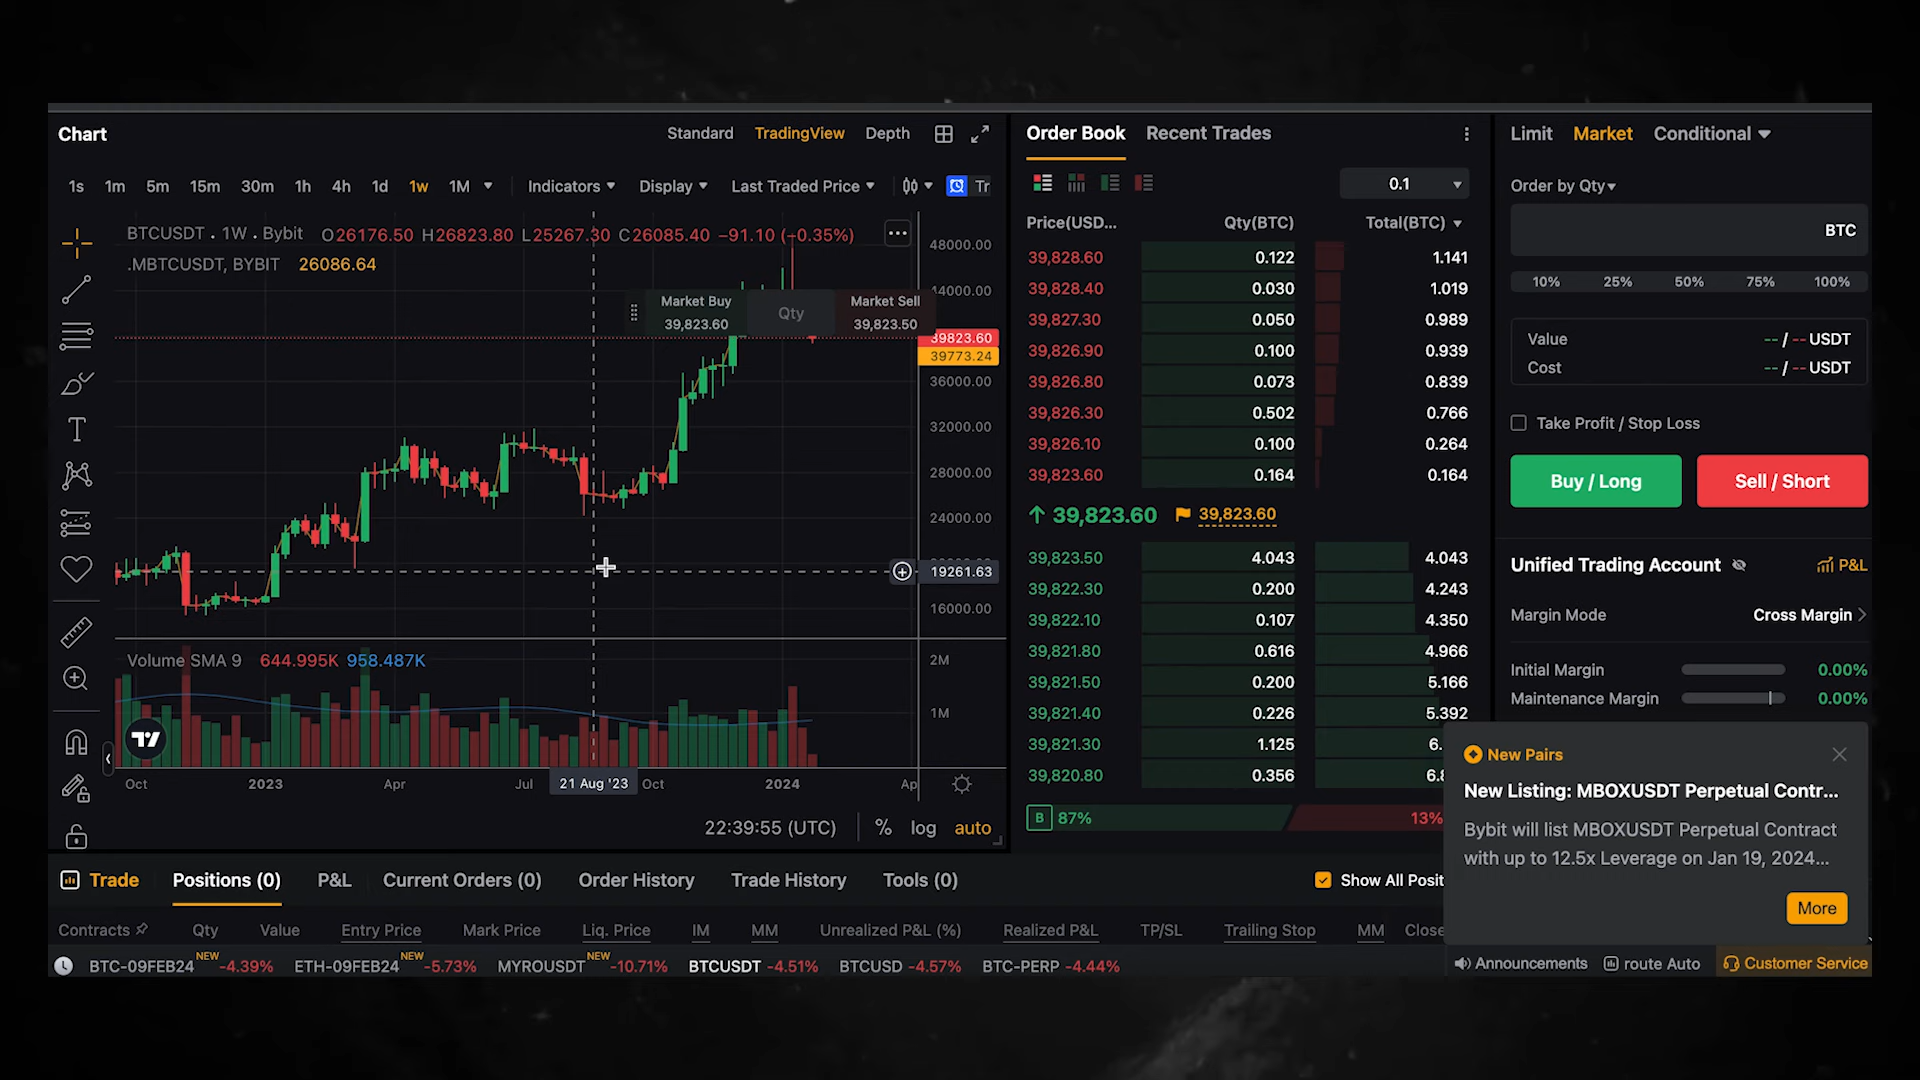 Chart
Standard TradingView Depth
1s 1m 5m 15m 30m 1h 4h 1d 1w 1M Indicators Display Last Traded Price Tr
BTCUSDT . 1W . Bybit O26176.50 H26823.80 L25267.30 C26085.40 −91.10 (−0.35%)
.MBTCUSDT, BYBIT 26086.64
48000.00
44000.00
Market Buy 39,823.60
Qty
Market Sell 39,823.50
39823.60
39773.24
36000.00
32000.00
28000.00
24000.00
19261.63
16000.00
Volume SMA 9 644.995K 958.487K
2M
1M
Oct 2023 Apr Jul 21 Aug '23 Oct 2024 Ap
22:39:55 (UTC) % log auto
Order Book Recent Trades
0.1
Price(USD... Qty(BTC) Total(BTC)
39,828.60 0.122 1.141
39,828.40 0.030 1.019
39,827.30 0.050 0.989
39,826.90 0.100 0.939
39,826.80 0.073 0.839
39,826.30 0.502 0.766
39,826.10 0.100 0.264
39,823.60 0.164 0.164
39,823.60 39,823.60
39,823.50 4.043 4.043
39,822.30 0.200 4.243
39,822.10 0.107 4.350
39,821.80 0.616 4.966
39,821.50 0.200 5.166
39,821.40 0.226 5.392
39,821.30 1.125 6.
39,820.80 0.356 6.8
B 87% 13%
Limit Market Conditional
Order by Qty
BTC
10% 25% 50% 75% 100%
Value -- / -- USDT
Cost -- / -- USDT
Take Profit / Stop Loss
Buy / Long Sell / Short
Unified Trading Account P&L
Margin Mode Cross Margin
Initial Margin 0.00%
Maintenance Margin 0.00%
New Pairs
New Listing: MBOXUSDT Perpetual Contr...
Bybit will list MBOXUSDT Perpetual Contract
with up to 12.5x Leverage on Jan 19, 2024...
More
Trade Positions (0) P&L Current Orders (0) Order History Trade History Tools (0) Show All Posit
Contracts Qty Value Entry Price Mark Price Liq. Price IM MM Unrealized P&L (%) Realized P&L TP/SL Trailing Stop MM Close
BTC-09FEB24 NEW -4.39% ETH-09FEB24 NEW -5.73% MYROUSDT NEW -10.71% BTCUSDT -4.51% BTCUSD -4.57% BTC-PERP -4.44%
Announcements route Auto Customer Service